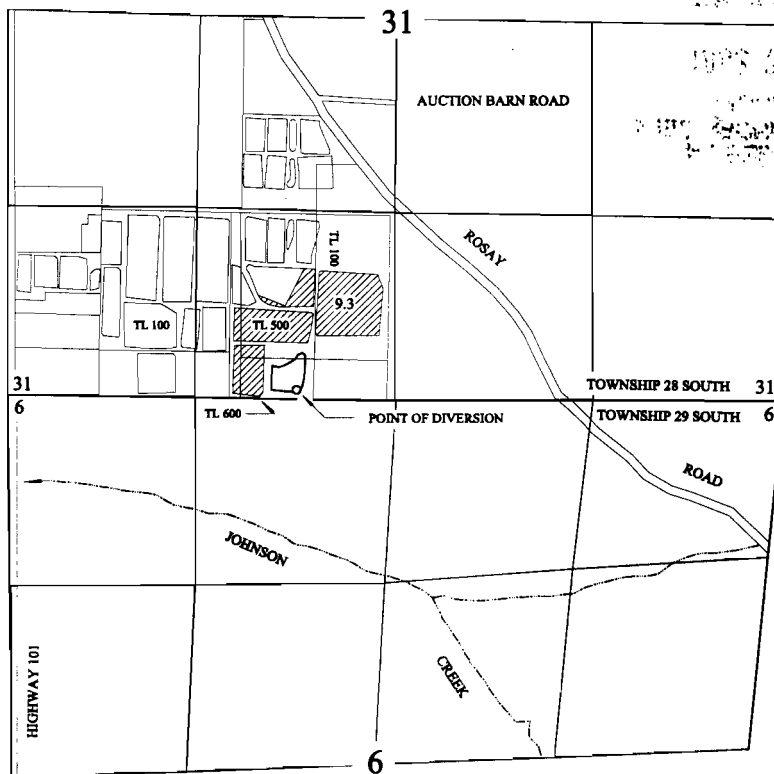 31
AUCTION BARN ROAD
ROSAY
TL 100
9.3
TL 100
TL 500
31
TOWNSHIP 28 SOUTH
31
6
TL 600
POINT OF DIVERSION
TOWNSHIP 29 SOUTH
6
ROAD
JOHNSON
CREEK
HIGHWAY 101
6